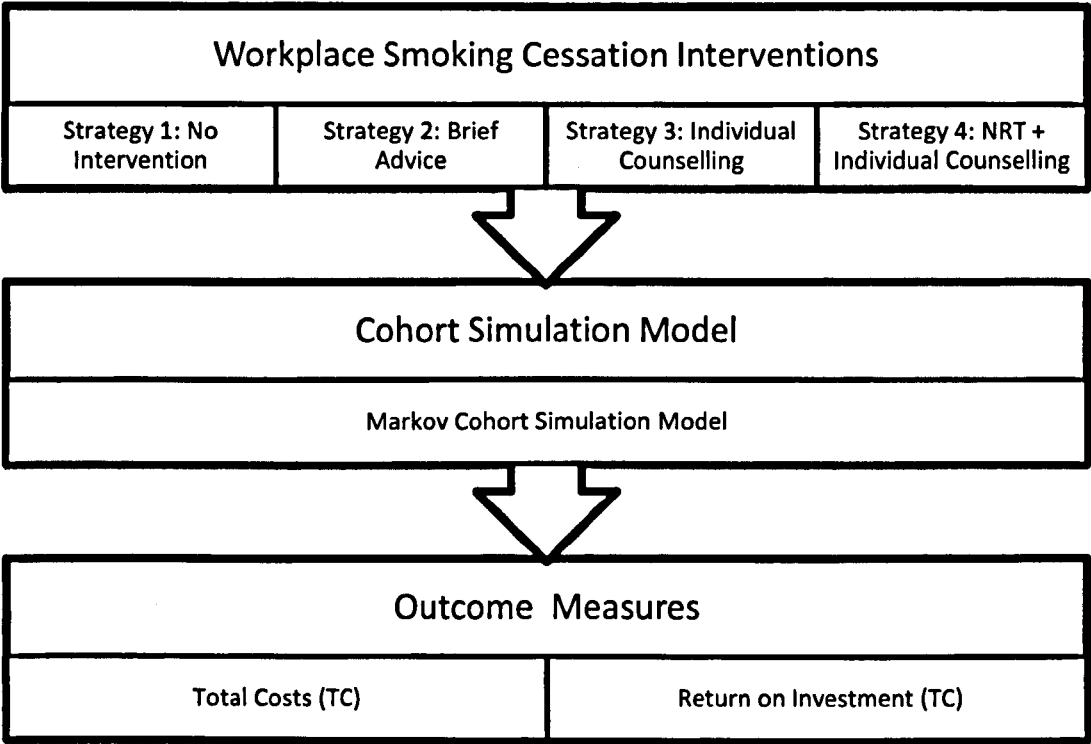 Workplace Smoking Cessation Interventions
Strategy 1: No
Intervention
Strategy 2: Brief
Advice
Strategy 3: Individual
Counselling
Strategy 4: NRT +
Individual Counselling
Cohort Simulation Model
Markov Cohort Simulation Model
Outcome Measures
Total Costs (TC)
Return on Investment (TC)